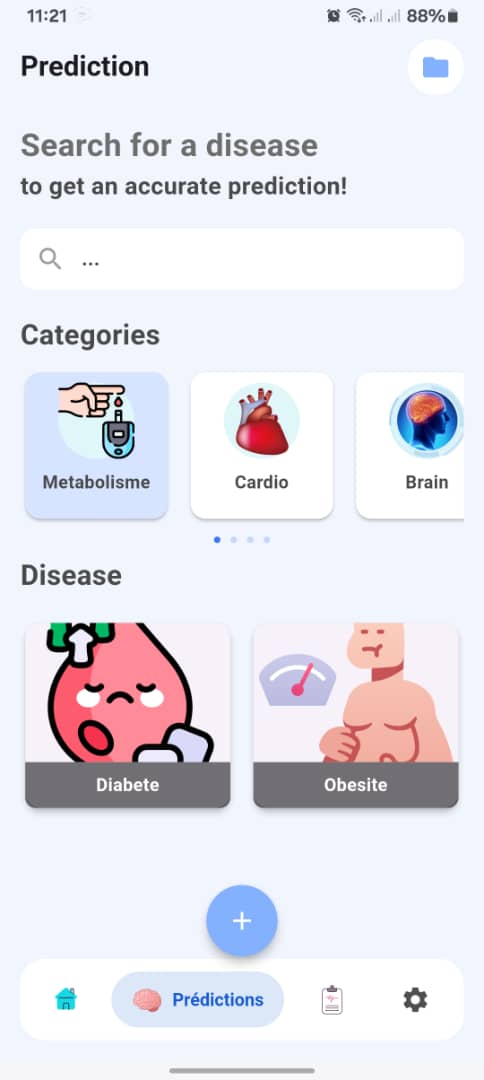 11:21
88%
Prediction
Search for a disease
to get an accurate prediction!
...
Categories
Metabolisme
Cardio
Brain
Disease
Diabete
Obesite
+
Prédictions